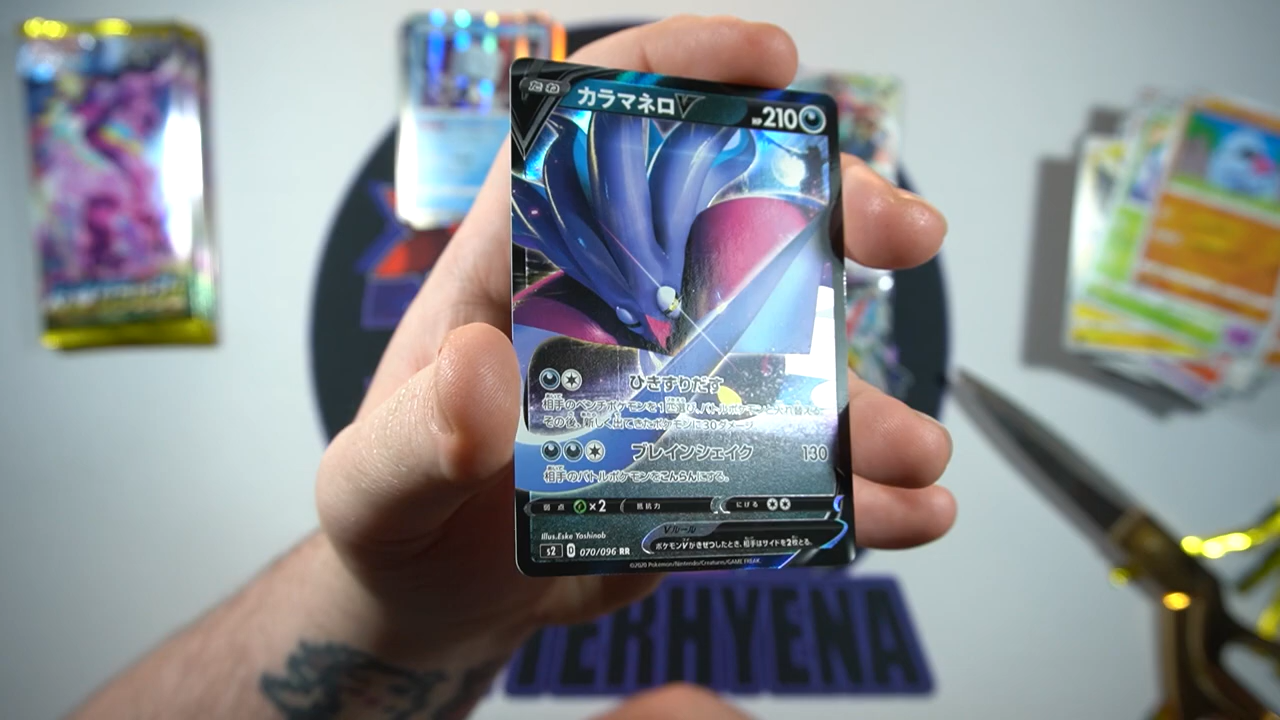 たね カラマネロV HP210
ひきずりだす
相手のベンチポケモンを1匹選び、バトルポケモンと入れ替える。
その後、新しく出てきたポケモンに30ダメージ。
ブレインシェイク 130
相手のバトルポケモンをこんらんにする。
弱点 ×2 抵抗力 にげる
Vルール
ポケモンVがきぜつしたとき、相手はサイドを2枚とる。
Illus.Eske Yoshinob
s2 D 070/096 RR
©2020 Pokémon/Nintendo/Creatures/GAME FREAK.
TERHYENA